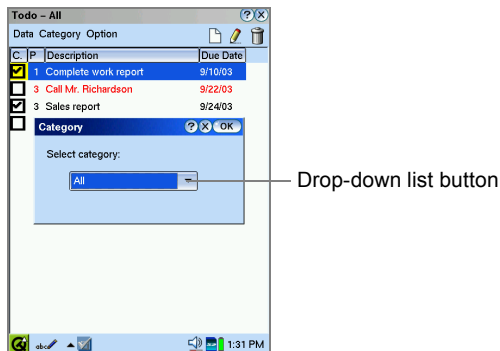 Todo – All ? X
Data Category Option
C. P Description Due Date
1 Complete work report 9/10/03
3 Call Mr. Richardson 9/22/03
3 Sales report 9/24/03
Category ? X OK
Select category:
All
Drop-down list button
abc 1:31 PM